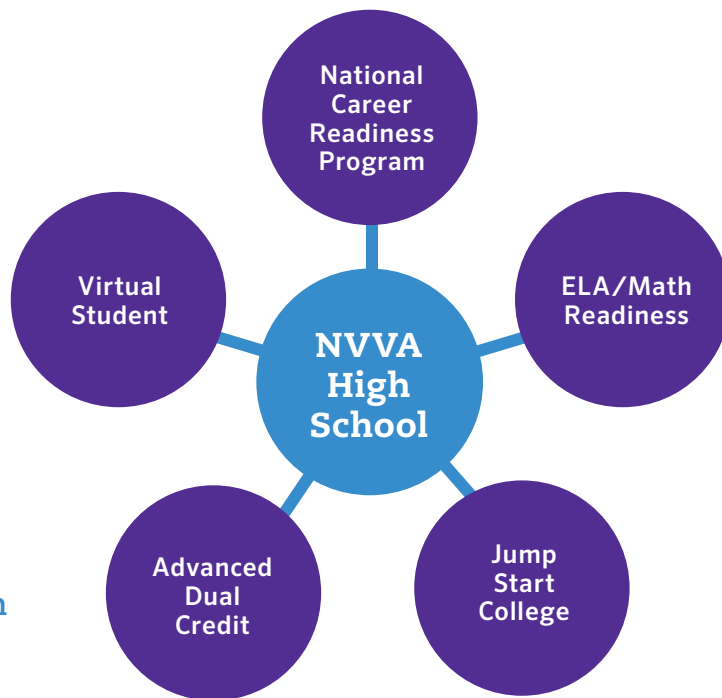 National
Career
Readiness
Program
Virtual
Student
ELA/Math
Readiness
NVVA
High
School
Advanced
Dual
Credit
Jump
Start
College